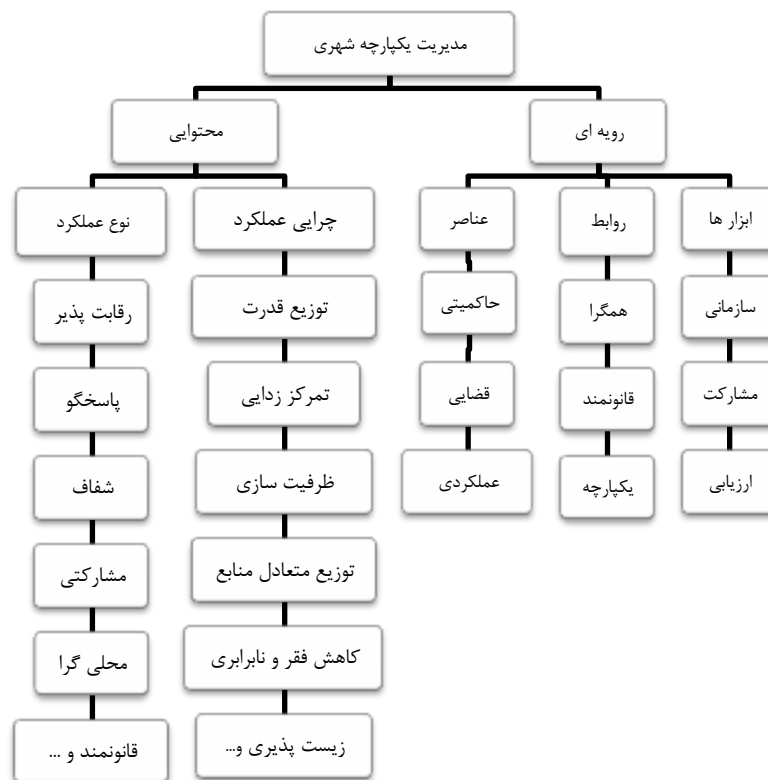 مدیریت یکپارچه شهری
رویه ای
محتوایی
ابزار ها
روابط
عناصر
چرایی عملکرد
نوع عملکرد
سازمانی
همگرا
حاکمیتی
توزیع قدرت
رقابت پذیر
مشارکت
قانونمند
قضایی
تمرکز زدایی
پاسخگو
ارزیابی
یکپارچه
عملکردی
ظرفیت سازی
شفاف
توزیع متعادل منابع
مشارکتی
کاهش فقر و نابرابری
محلی گرا
زیست پذیری و...
قانونمند و ...